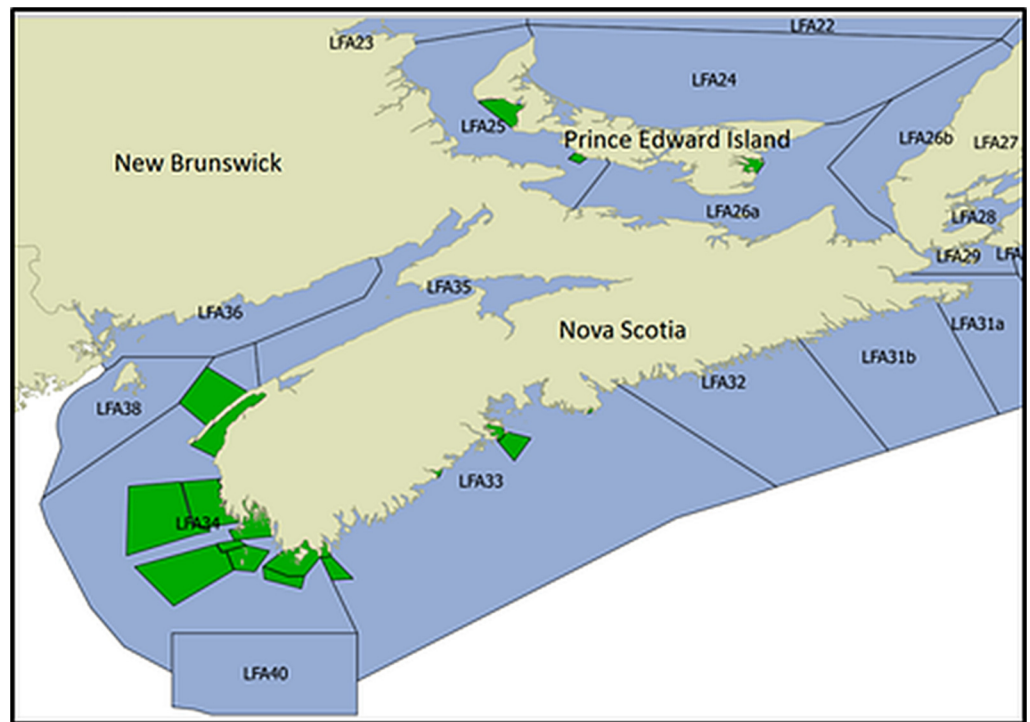 LFA22
LFA23
LFA24
LFA25
Prince Edward Island
LFA26b
LFA27
New Brunswick
LFA26a
LFA28
LFA29
LFA
LFA35
LFA36
Nova Scotia
LFA31a
LFA31b
LFA32
LFA38
LFA33
LFA34
LFA40